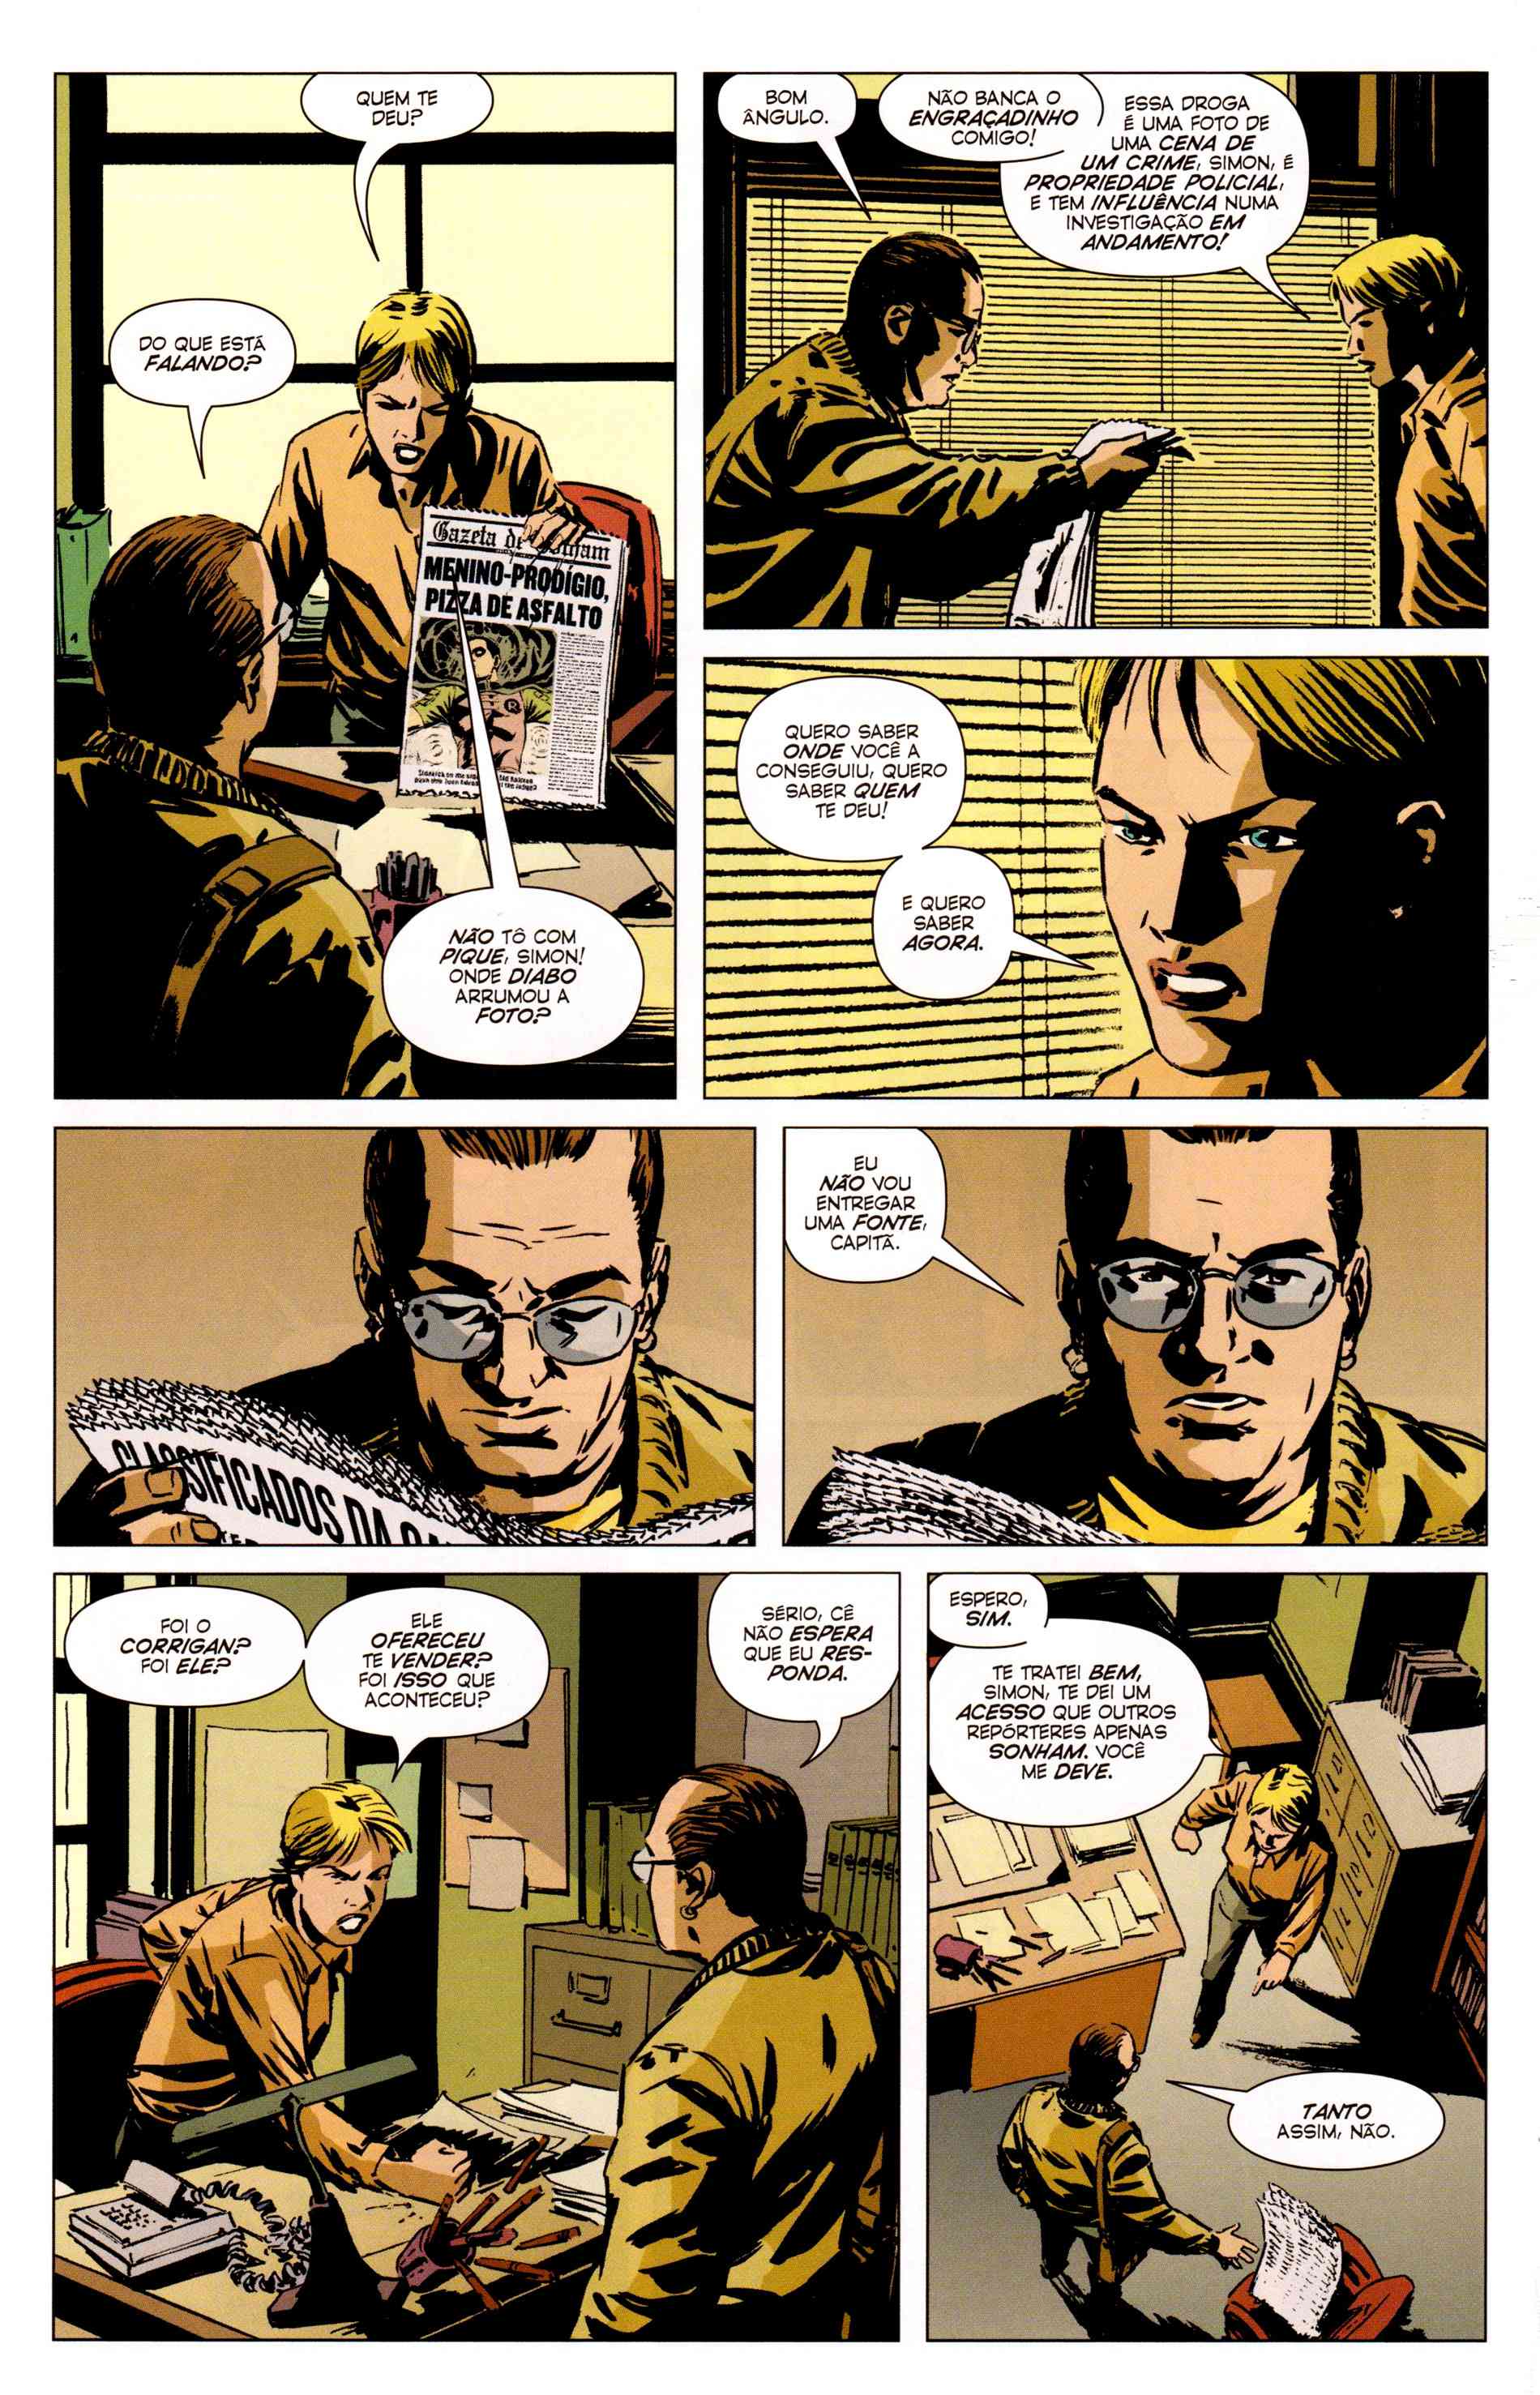 QUEM TE
DEU?
DO QUE ESTÁ
FALANDO?
Gazeta de
MENINO-PRODÍGIO,
PIZZA DE ASFALTO
NÃO TÔ COM
PIQUE, SIMON!
ONDE DIABO
ARRUMOU A
FOTO?
BOM
ÂNGULO.
NÃO BANCA O
ENGRAÇADINHO
COMIGO!
ESSA DROGA
É UMA FOTO DE
UMA CENA DE
UM CRIME, SIMON, É
PROPRIEDADE POLICIAL,
E TEM INFLUÊNCIA NUMA
INVESTIGAÇÃO EM
ANDAMENTO!
QUERO SABER
ONDE VOCÊ A
CONSEGUIU, QUERO
SABER QUEM
TE DEU!
E QUERO
SABER
AGORA.
CLASSIFICADOS DA
EU
NÃO VOU
ENTREGAR
UMA FONTE,
CAPITÃ.
FOI O
CORRIGAN?
FOI ELE?
ELE
OFERECEU
TE VENDER?
FOI ISSO QUE
ACONTECEU?
SÉRIO, CÊ
NÃO ESPERA
QUE EU RES-
PONDA.
ESPERO,
SIM.
TE TRATEI BEM,
SIMON, TE DEI UM
ACESSO QUE OUTROS
REPÓRTERES APENAS
SONHAM. VOCÊ
ME DEVE.
TANTO
ASSIM, NÃO.